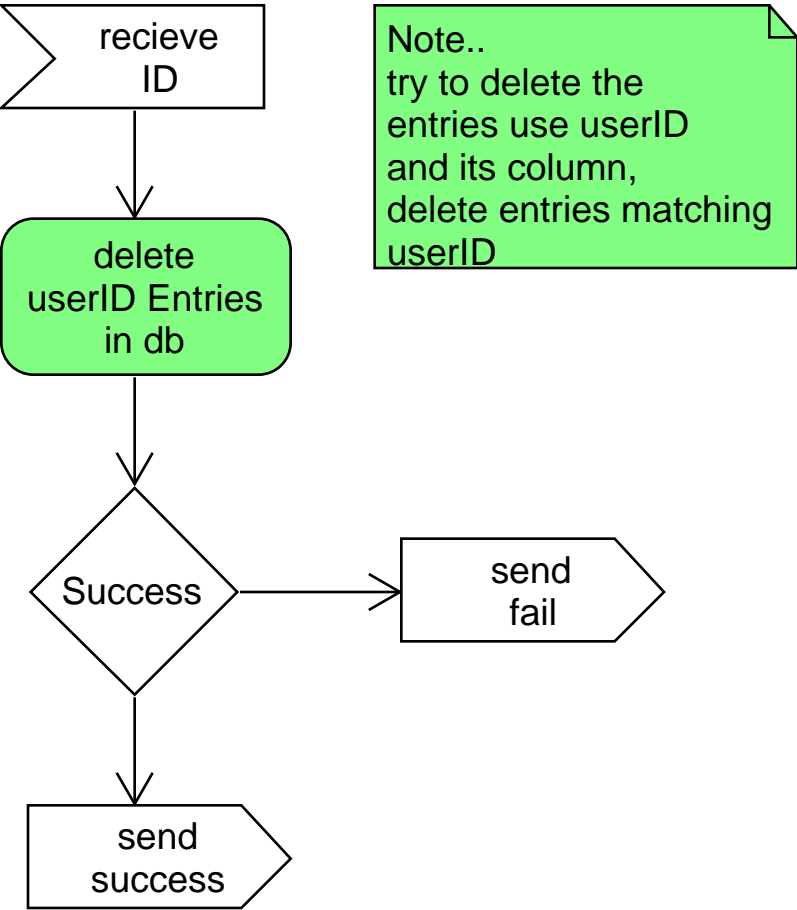 recieve
ID
Note..
try to delete the
entries use userID
and its column,
delete entries matching
userID
delete
userID Entries
in db
Success
send
fail
send
success